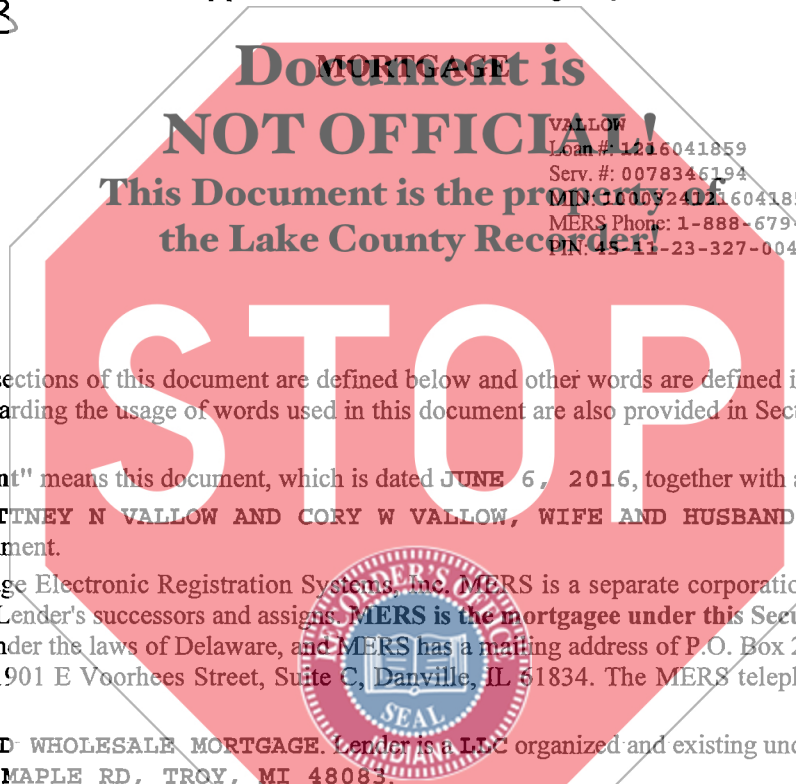 MORTGAGE
Document is
NOT OFFICIAL!
This Document is the property of
the Lake County Recorder!
VALLOW
Loan #: 1216041859
Serv. #: 0078346194
MERS Phone: 1-888-679-
PIN: 45-11-23-327-004
STOP
sections of this document are defined below and other words are defined
arding the usage of words used in this document are also provided in
nt" means this document, which is dated JUNE 6, 2016, together with
TTNEY N VALLOW AND CORY W VALLOW, WIFE AND HUSBAND
ment.
ge Electronic Registration Systems, Inc. MERS is a separate corporatio
Lender's successors and assigns. MERS is the mortgagee under this Secu
nder the laws of Delaware, and MERS has a mailing address of P.O. Box 2
1901 E Voorhees Street, Suite C, Danville, IL 61834. The MERS teleph
D WHOLESALE MORTGAGE. Lender is a LLC organized and existing und
MAPLE RD, TROY, MI 48083.
RECORDER'S OFFICE
SEAL
INDIANA